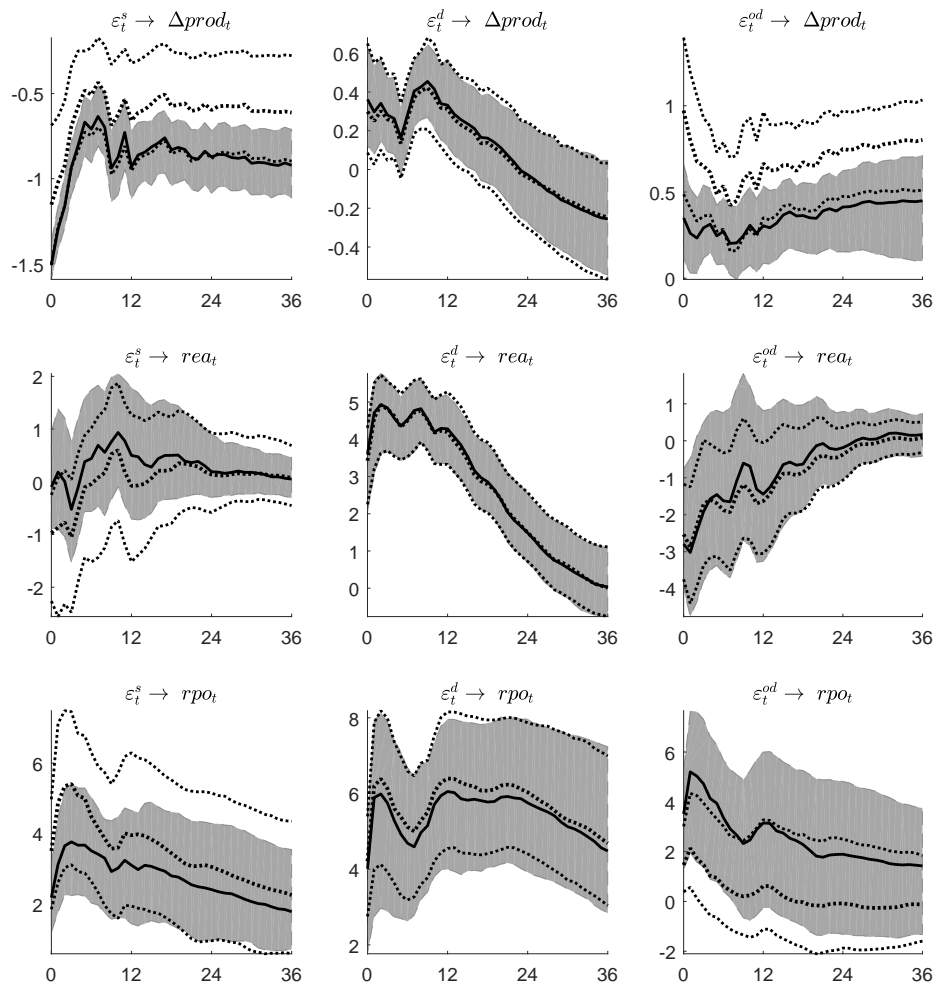 ε_t^s → Δprod_t
ε_t^d → Δprod_t
ε_t^{od} → Δprod_t
-0.5
-1
-1.5
0 12 24 36
0.6
0.4
0.2
0
-0.2
-0.4
0 12 24 36
1
0.5
0
0 12 24 36
ε_t^s → rea_t
ε_t^d → rea_t
ε_t^{od} → rea_t
2
1
0
-1
-2
0 12 24 36
5
4
3
2
1
0
0 12 24 36
1
0
-1
-2
-3
-4
0 12 24 36
ε_t^s → rpo_t
ε_t^d → rpo_t
ε_t^{od} → rpo_t
6
4
2
0 12 24 36
8
6
4
2
0 12 24 36
6
4
2
0
-2
0 12 24 36